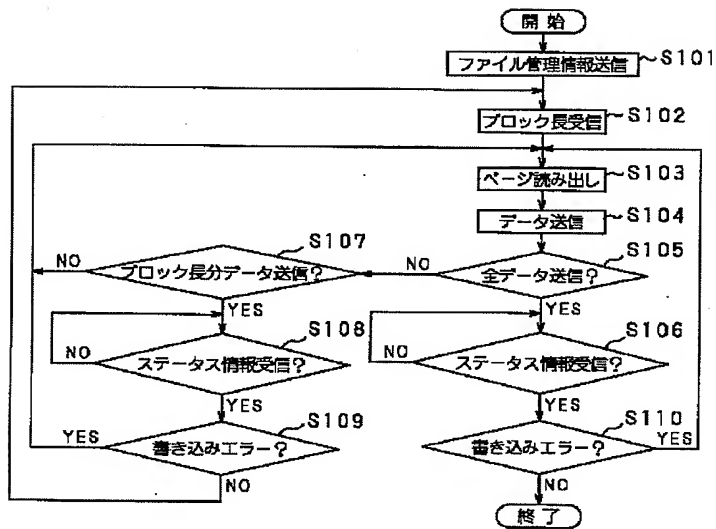 開始
ファイル管理情報送信
S101
ブロック長受信
S102
ページ読み出し
S103
データ送信
S104
S107
S105
NO
ブロック長分データ送信?
NO
全データ送信?
YES
YES
S108
S106
NO
ステータス情報受信?
NO
ステータス情報受信?
YES
YES
S109
S110
YES
書き込みエラー?
書き込みエラー?
YES
NO
NO
終了